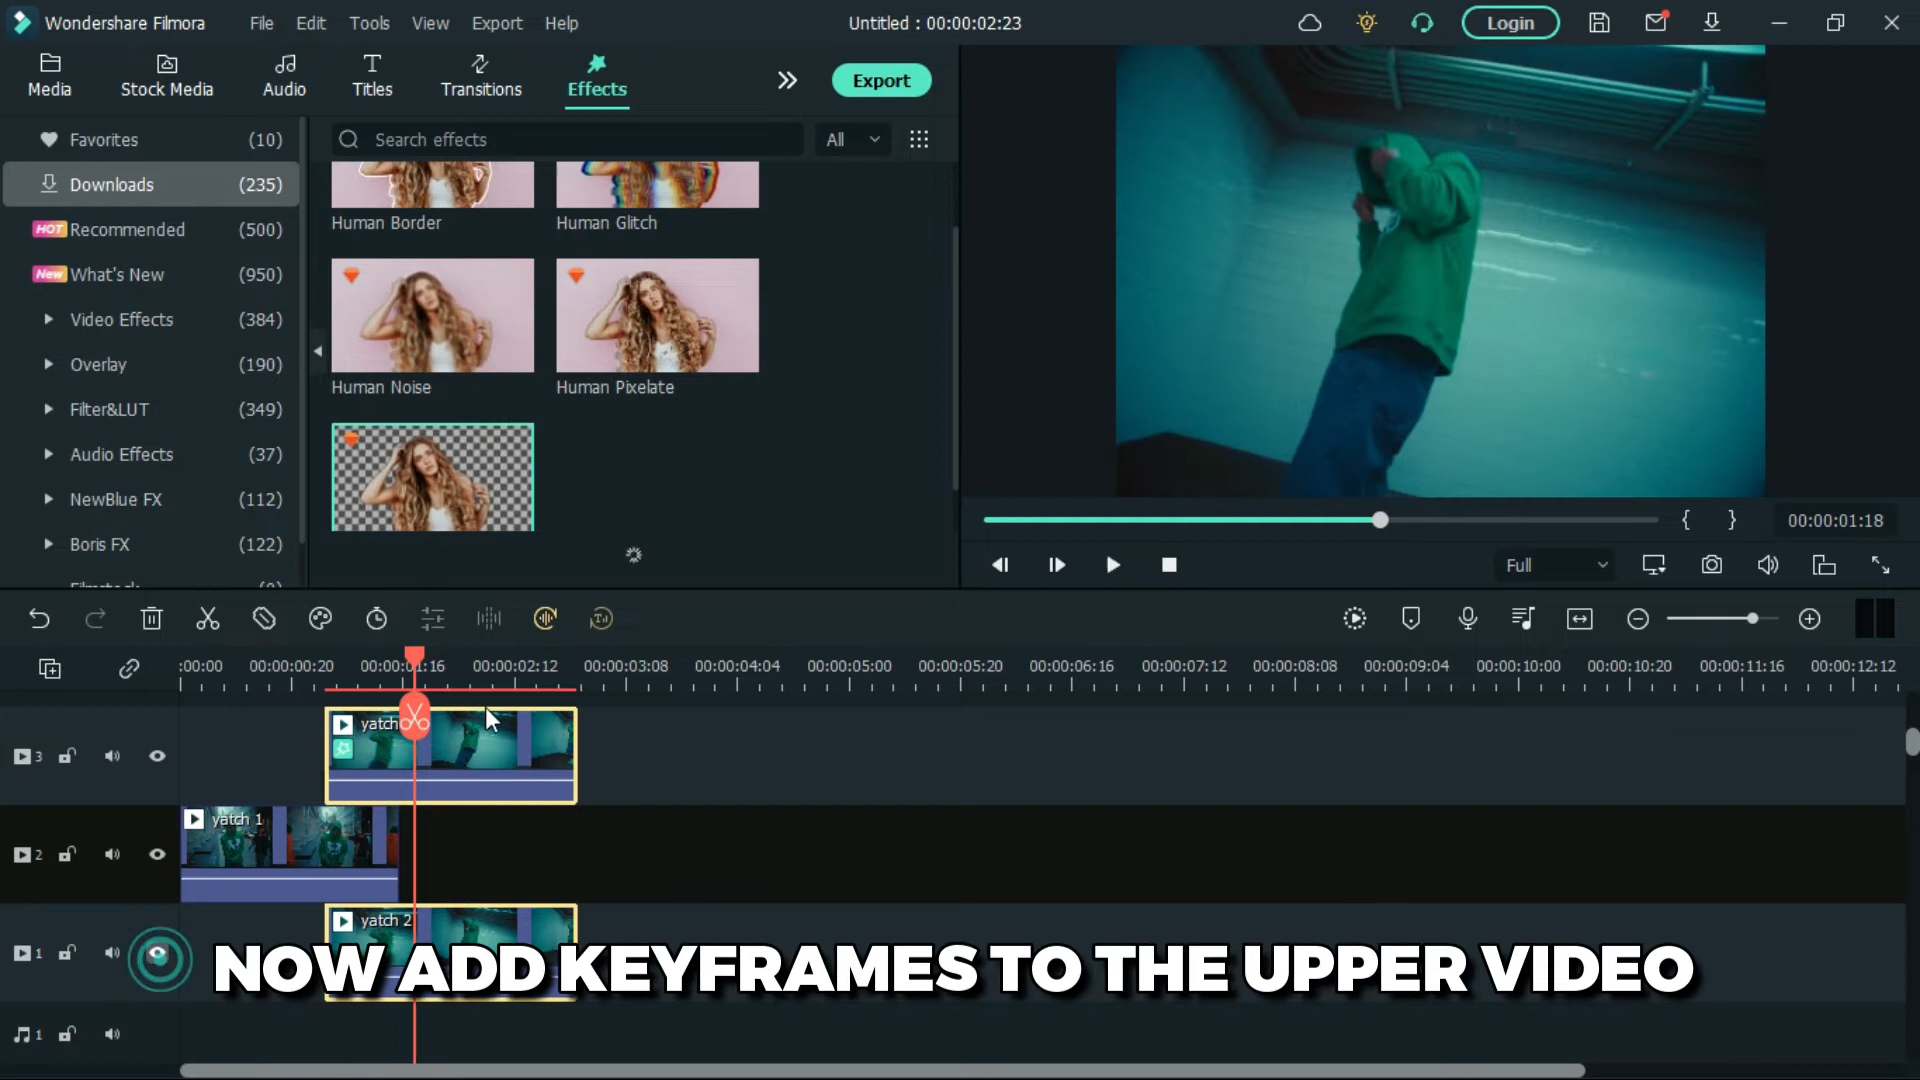 Wondershare Filmora
File Edit Tools View Export Help
Untitled : 00:00:02:23
Login
Media Stock Media Audio Titles Transitions Effects
Export
Favorites (10)
Downloads (235)
HOT Recommended (500)
New What's New (950)
Video Effects (384)
Overlay (190)
Filter&LUT (349)
Audio Effects (37)
NewBlue FX (112)
Boris FX (122)
Search effects
All
Human Border Human Glitch
Human Noise Human Pixelate
00:00:01:18
Full
:00:00 00:00:00:20 00:00:01:16 00:00:02:12 00:00:03:08 00:00:04:04 00:00:05:00 00:00:05:20 00:00:06:16 00:00:07:12 00:00:08:08 00:00:09:04 00:00:10:00 00:00:10:20 00:00:11:16 00:00:12:12
yatch
3
yatch 1
2
yatch 2
1
NOW ADD KEYFRAMES TO THE UPPER VIDEO
1